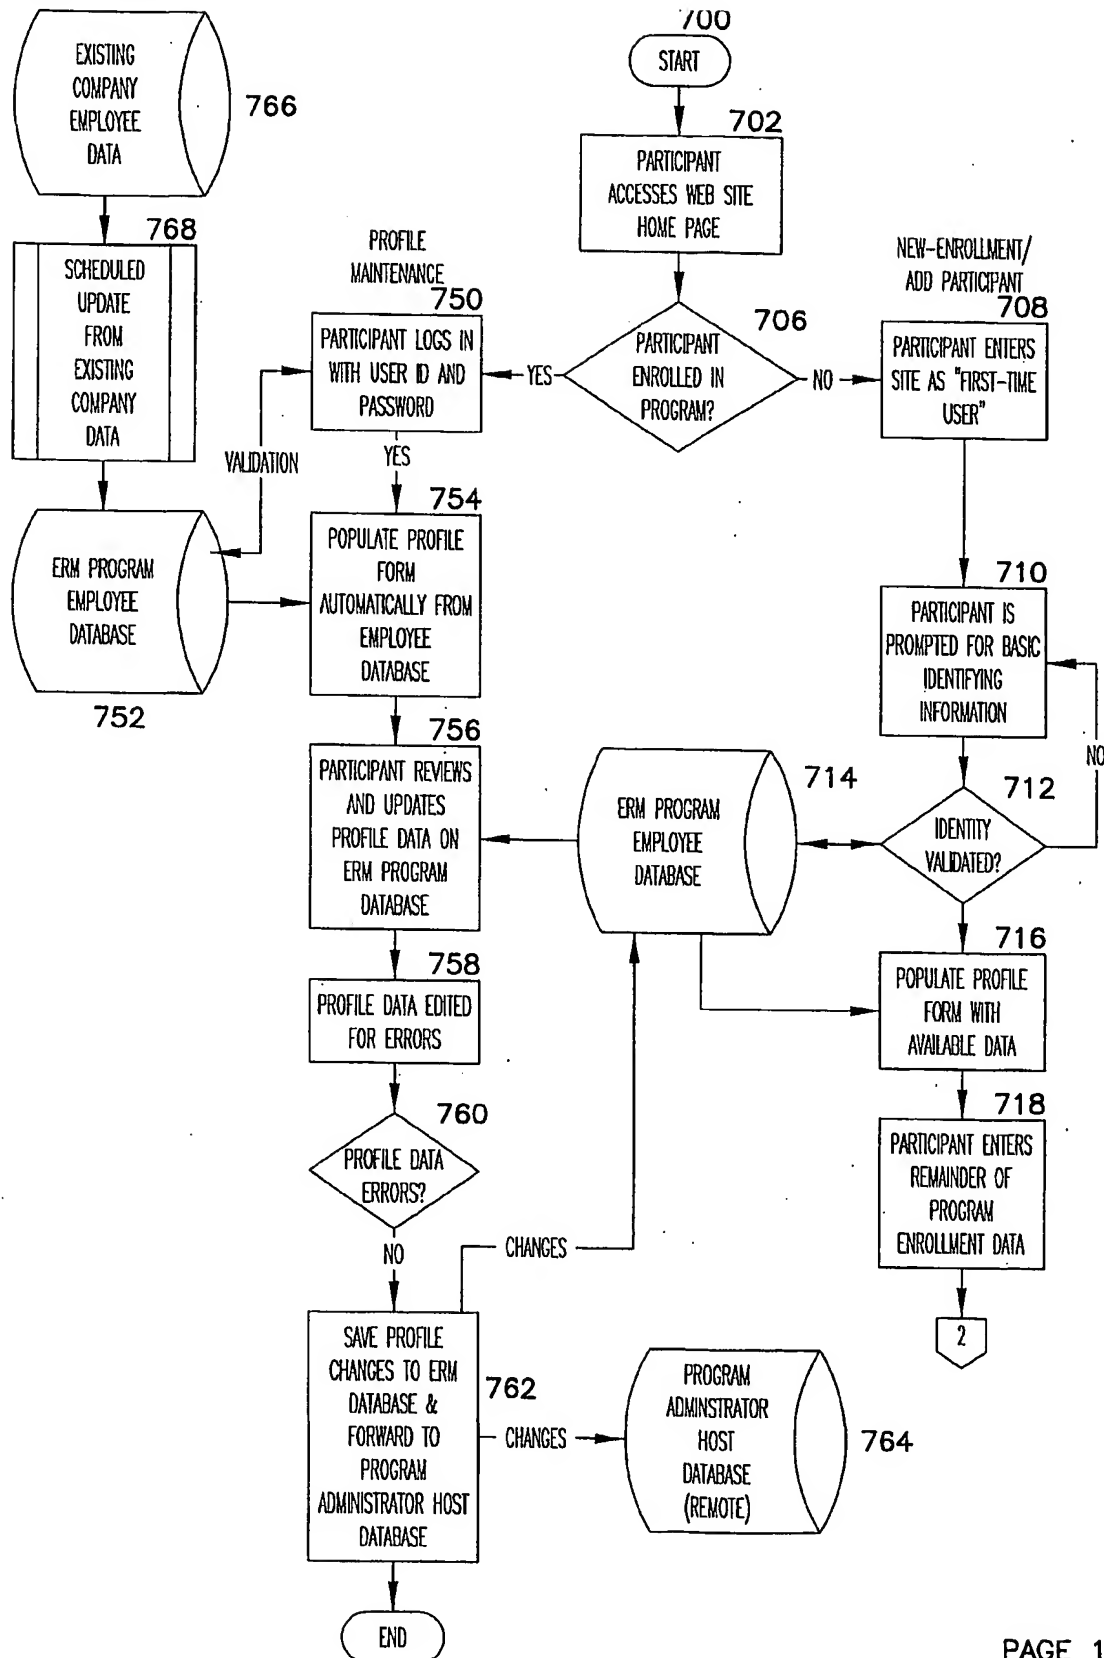 700
START
EXISTING
COMPANY
EMPLOYEE
DATA
766
702
PARTICIPANT
ACCESSES WEB SITE
HOME PAGE
768
SCHEDULED
UPDATE
FROM
EXISTING
COMPANY
DATA
PROFILE
MAINTENANCE
750
PARTICIPANT LOGS IN
WITH USER ID AND
PASSWORD
YES
706
PARTICIPANT
ENROLLED IN
PROGRAM?
NO
NEW-ENROLLMENT/
ADD PARTICIPANT
708
PARTICIPANT ENTERS
SITE AS "FIRST-TIME
USER"
VALIDATION
YES
ERM PROGRAM
EMPLOYEE
DATABASE
752
754
POPULATE PROFILE
FORM
AUTOMATICALLY FROM
EMPLOYEE
DATABASE
710
PARTICIPANT IS
PROMPTED FOR BASIC
IDENTIFYING
INFORMATION
NO
756
PARTICIPANT REVIEWS
AND UPDATES
PROFILE DATA ON
ERM PROGRAM
DATABASE
714
ERM PROGRAM
EMPLOYEE
DATABASE
712
IDENTITY
VALIDATED?
716
POPULATE PROFILE
FORM WITH
AVAILABLE DATA
758
PROFILE DATA EDITED
FOR ERRORS
718
PARTICIPANT ENTERS
REMAINDER OF
PROGRAM
ENROLLMENT DATA
760
PROFILE DATA
ERRORS?
NO
CHANGES
2
SAVE PROFILE
CHANGES TO ERM
DATABASE &
FORWARD TO
PROGRAM
ADMINISTRATOR HOST
DATABASE
762
CHANGES
PROGRAM
ADMINSTRATOR
HOST
DATABASE
(REMOTE)
764
END
PAGE 1